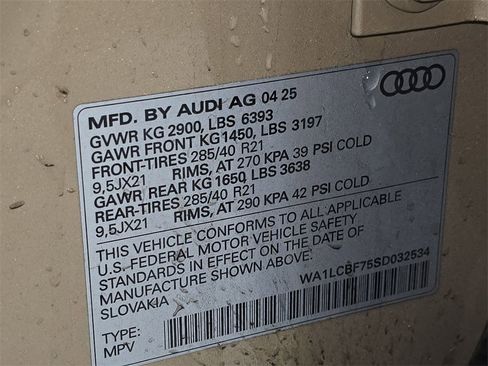 MFD. BY AUDI AG 04 25
GVWR KG 2900, LBS 6393
GAWR FRONT KG1450, LBS 3197
FRONT-TIRES 285/40 R21
9,5JX21 RIMS, AT 270 KPA 39 PSI COLD
GAWR REAR KG 1650, LBS 3638
REAR-TIRES 285/40 R21
9,5JX21 RIMS, AT 290 KPA 42 PSI COLD
THIS VEHICLE CONFORMS TO ALL APPLICABLE
U.S. FEDERAL MOTOR VEHICLE SAFETY
STANDARDS IN EFFECT ON THE DATE OF
MANUFACTURE SHOWN ABOVE.
SLOVAKIA
WA1LCBF75SD032534
TYPE:
MPV